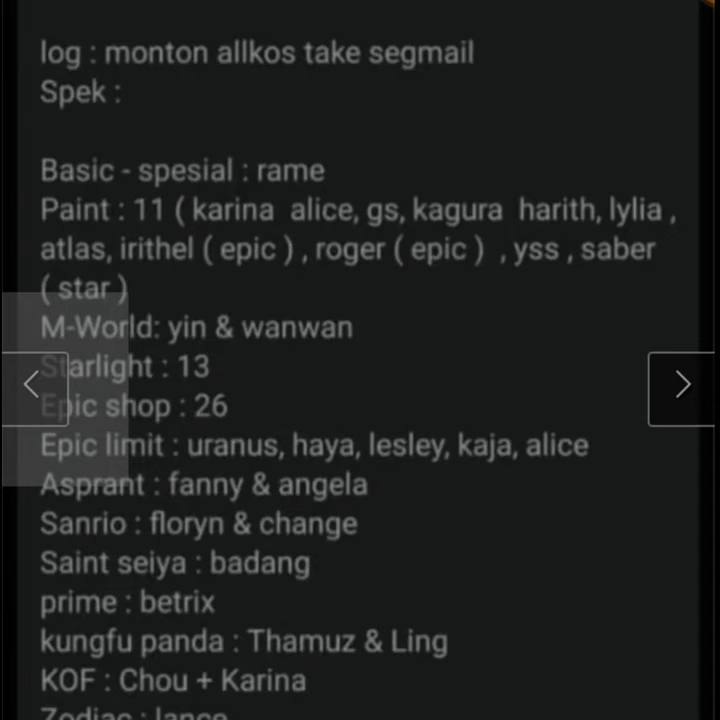 log : monton allkos take segmail
Spek :
Basic - spesial : rame
Paint : 11 ( karina alice, gs, kagura harith, lylia ,
atlas, irithel ( epic ) , roger ( epic ) , yss , saber
( star )
M-World: yin & wanwan
Starlight : 13
Epic shop : 26
Epic limit : uranus, haya, lesley, kaja, alice
Asprant : fanny & angela
Sanrio : floryn & change
Saint seiya : badang
prime : betrix
kungfu panda : Thamuz & Ling
KOF : Chou + Karina
Zodiac : lance